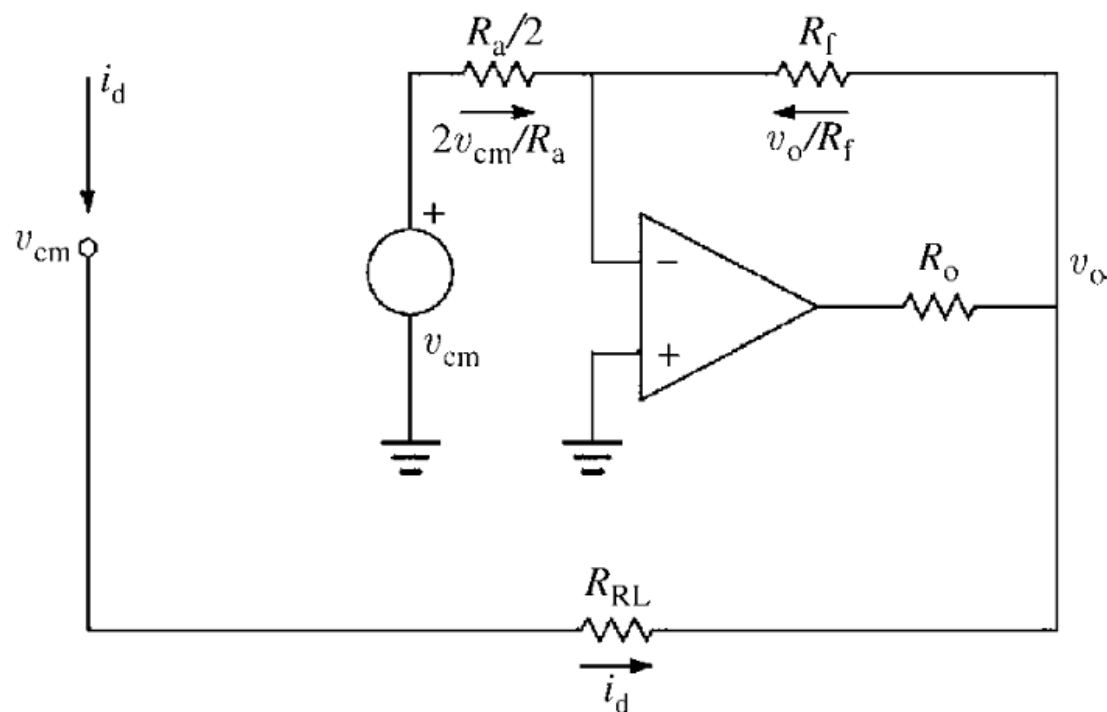 R_a/2
R_f
i_d
2v_cm/R_a
v_o/R_f
+
v_cm
−
R_o
v_o
v_cm
+
R_RL
i_d